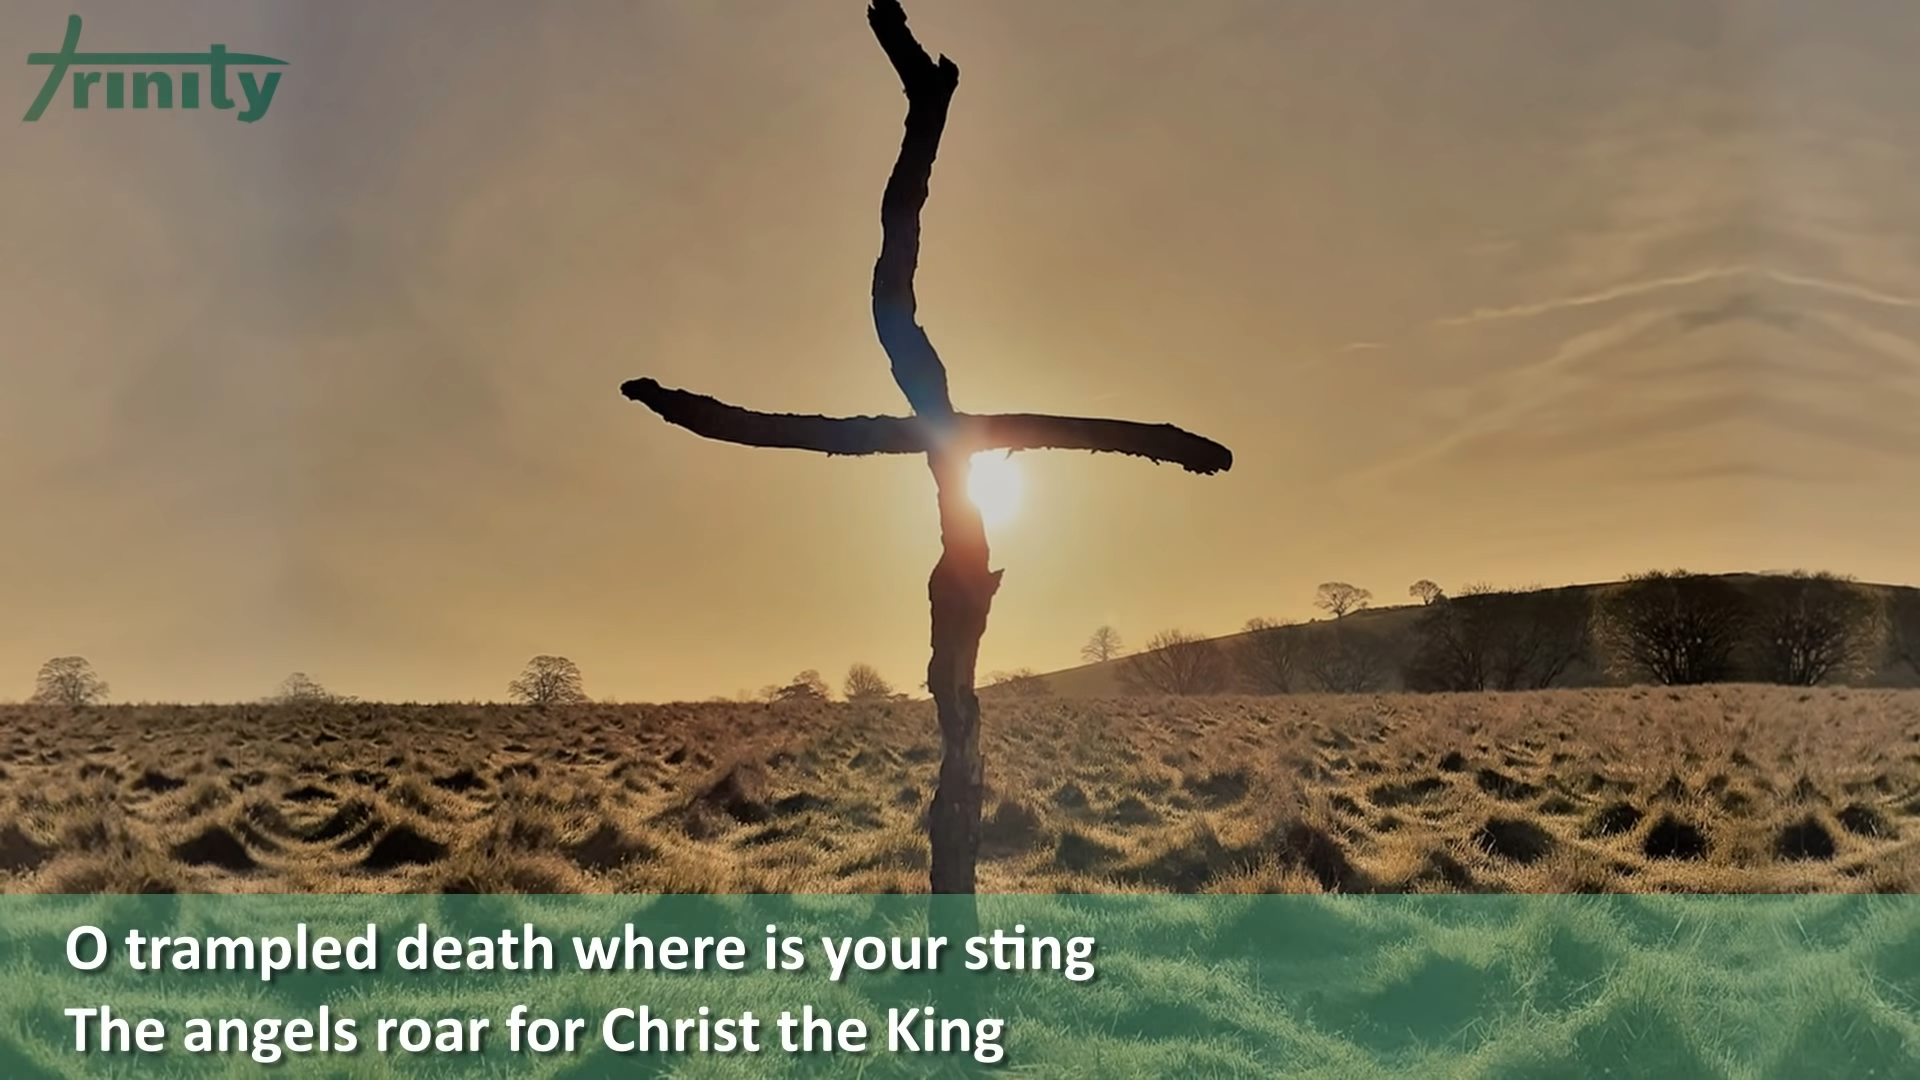 Trinity
O trampled death where is your sting
The angels roar for Christ the King